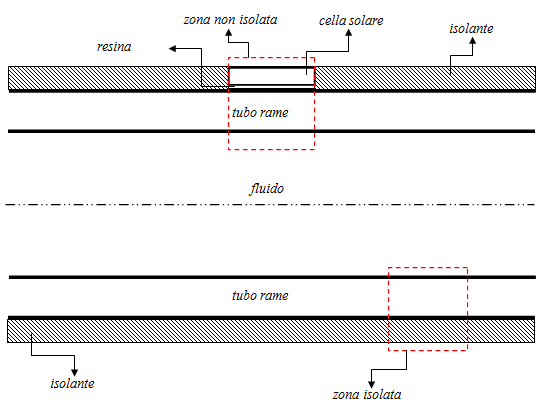 zona non isolata
cella solare
isolante
resina
tubo rame
fluido
tubo rame
isolante
zona isolata